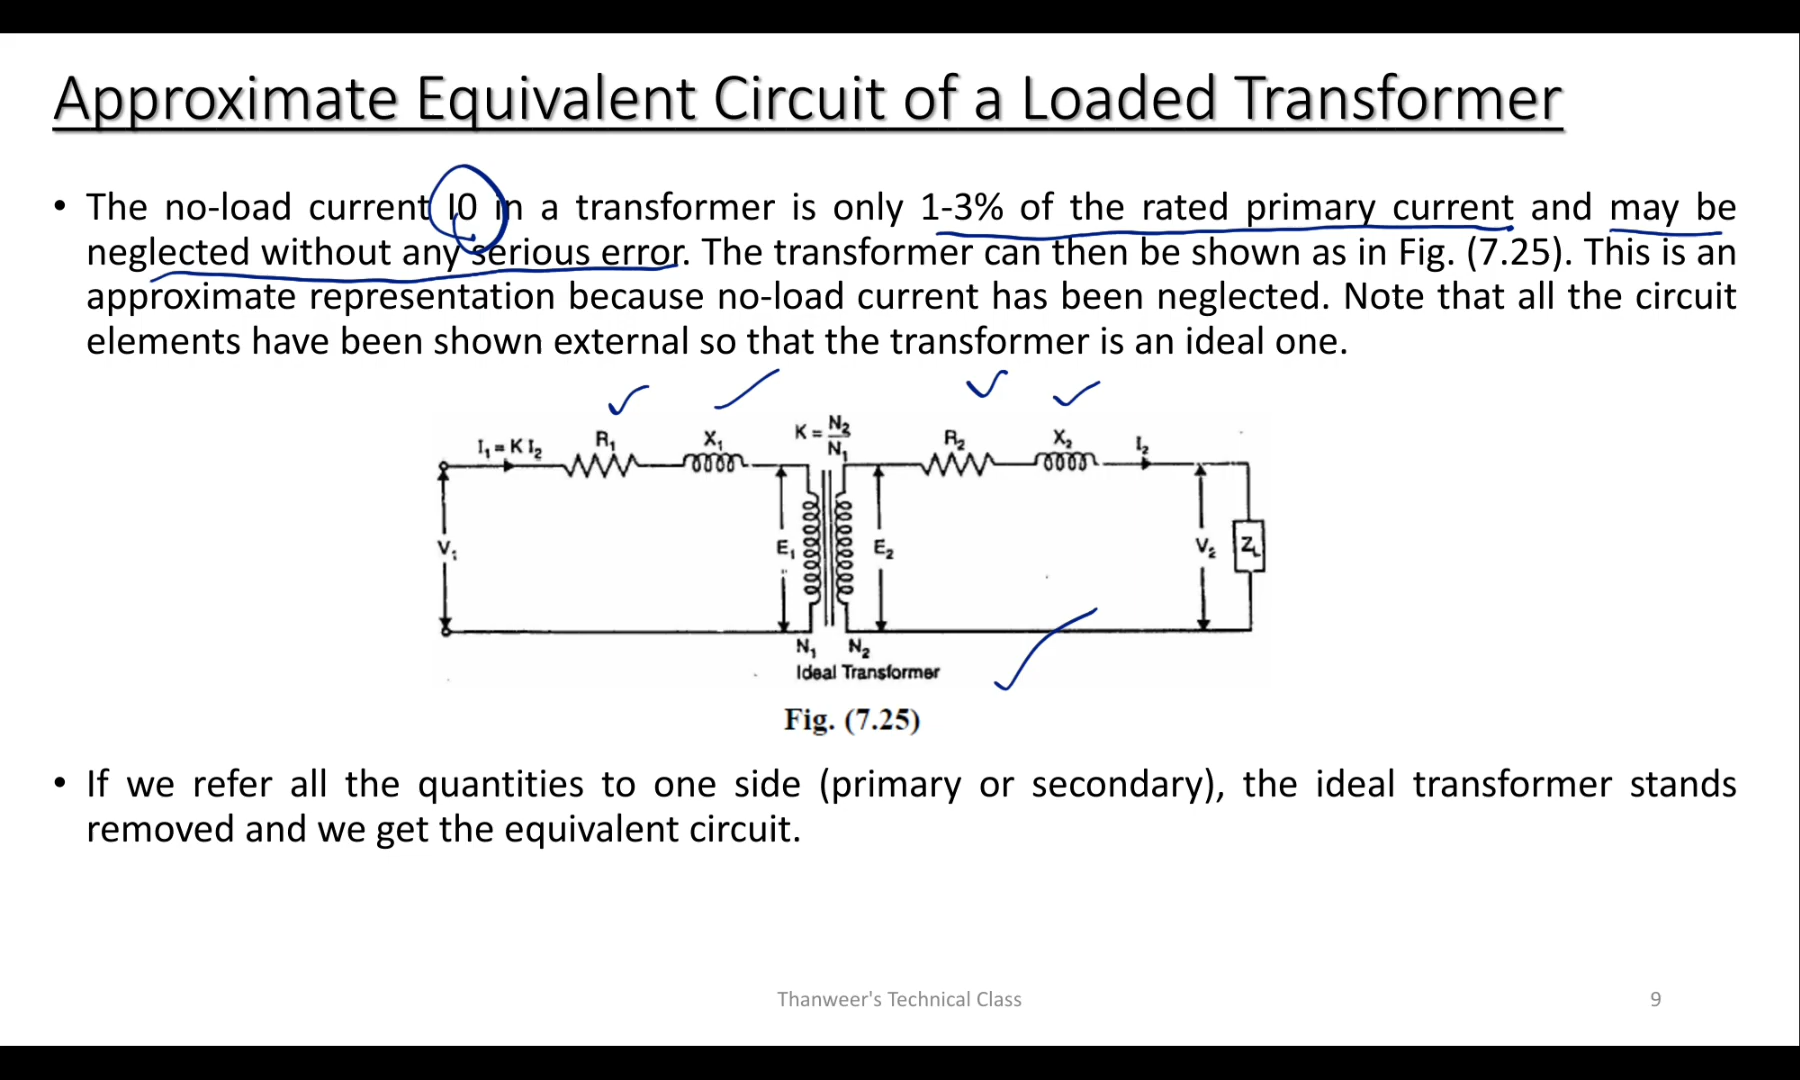 Approximate Equivalent Circuit of a Loaded Transformer
• The no-load current I0 in a transformer is only 1-3% of the rated primary current and may be
neglected without any serious error. The transformer can then be shown as in Fig. (7.25). This is an
approximate representation because no-load current has been neglected. Note that all the circuit
elements have been shown external so that the transformer is an ideal one.
I₁ = K I₂
R₁
X₁
K = N₂/N₁
R₂
X₂
I₂
V₁
E₁
E₂
V₂
Z_L
N₁ N₂
Ideal Transformer
Fig. (7.25)
• If we refer all the quantities to one side (primary or secondary), the ideal transformer stands
removed and we get the equivalent circuit.
Thanweer's Technical Class
9